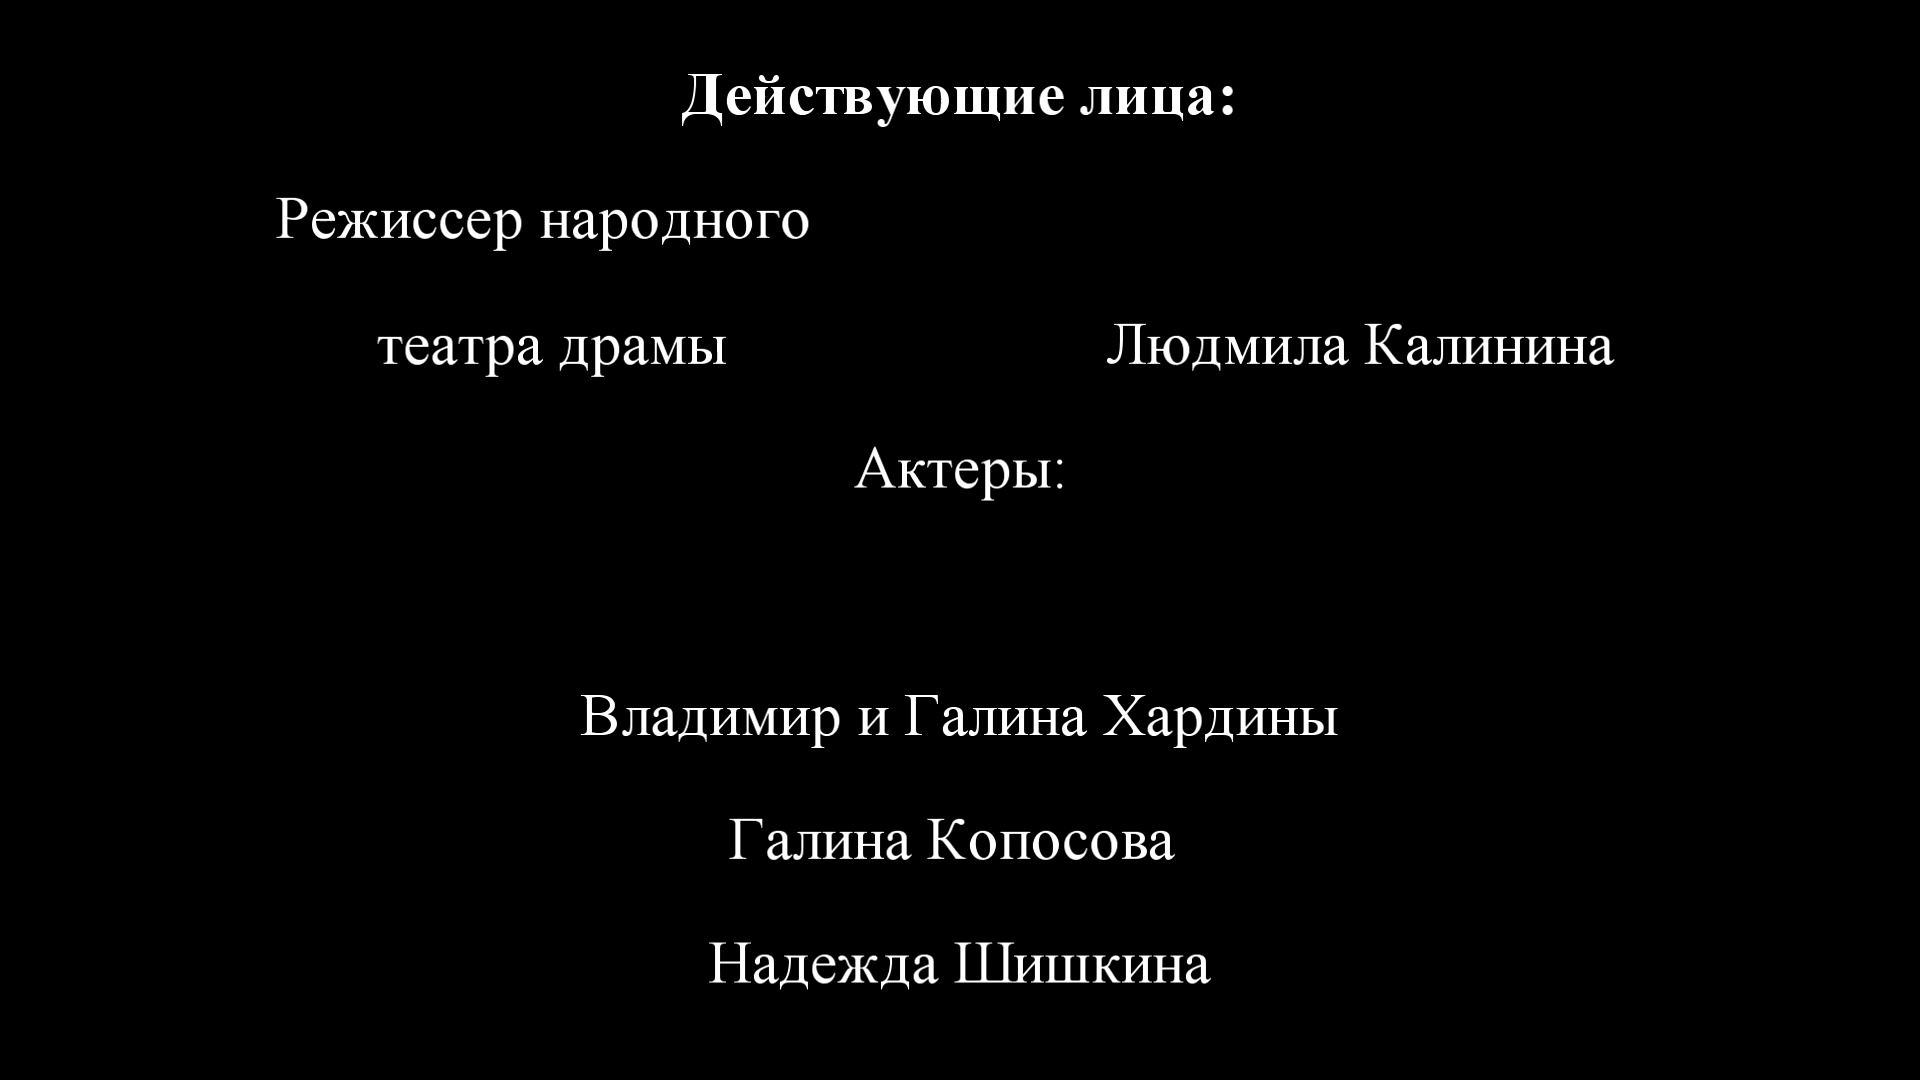 Действующие лица:
Режиссер народного
театра драмы Людмила Калинина
Актеры:
Владимир и Галина Хардины
Галина Копосова
Надежда Шишкина